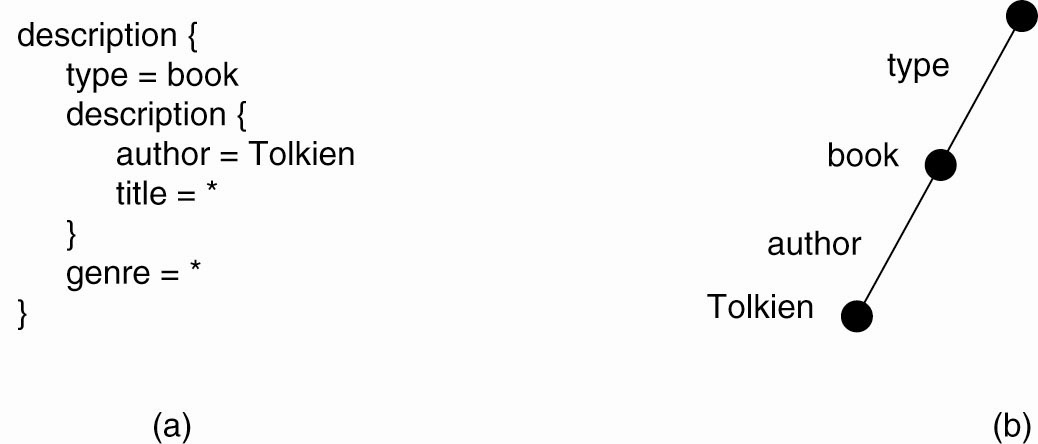 description {
type = book
description {
author = Tolkien
title = *
}
genre = *
}
(a)
type
book
author
Tolkien
(b)